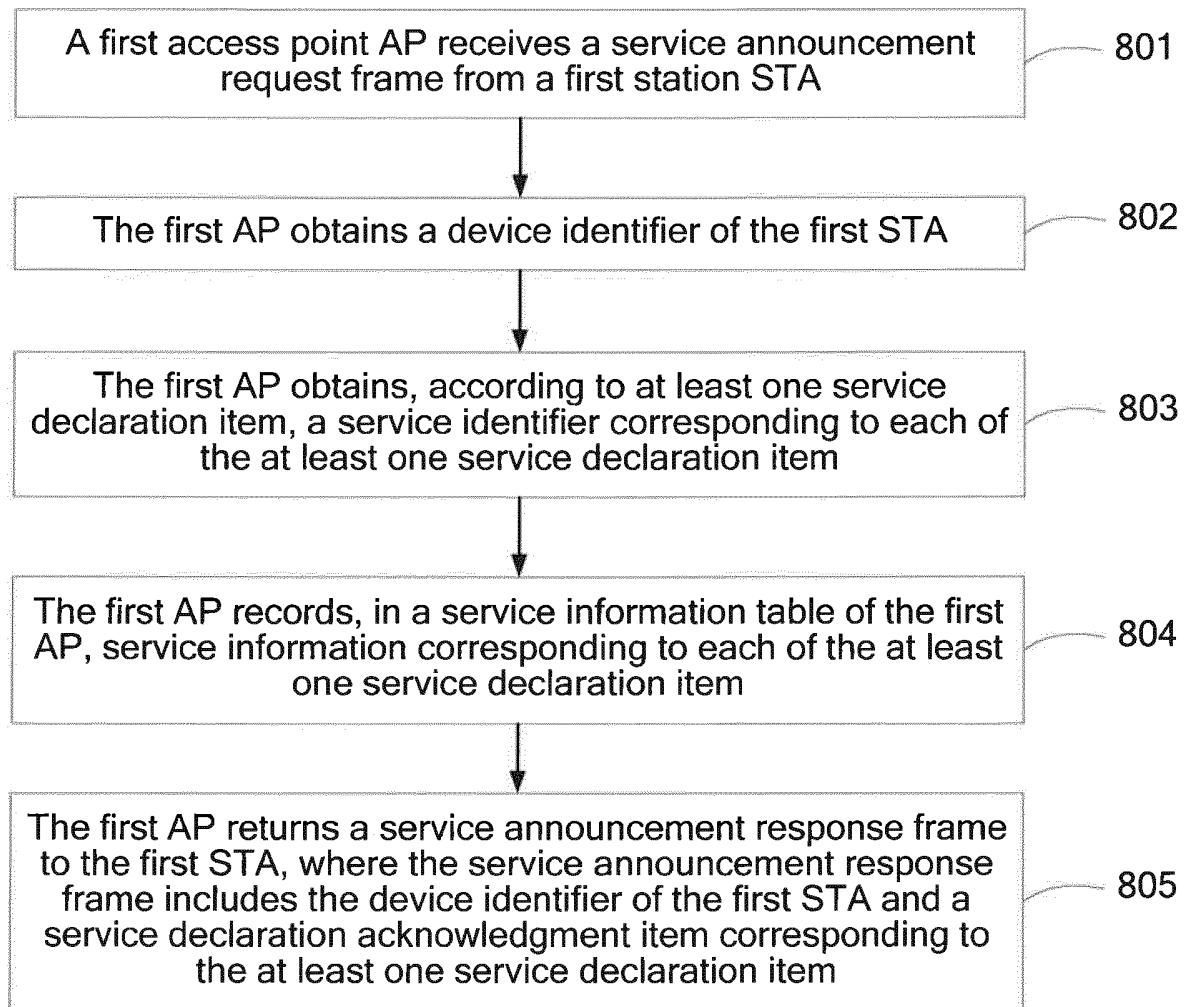 A first access point AP receives a service announcement
request frame from a first station STA
801
The first AP obtains a device identifier of the first STA
802
The first AP obtains, according to at least one service
declaration item, a service identifier corresponding to each of
the at least one service declaration item
803
The first AP records, in a service information table of the first
AP, service information corresponding to each of the at least
one service declaration item
804
The first AP returns a service announcement response frame
to the first STA, where the service announcement response
frame includes the device identifier of the first STA and a
service declaration acknowledgment item corresponding to
the at least one service declaration item
805